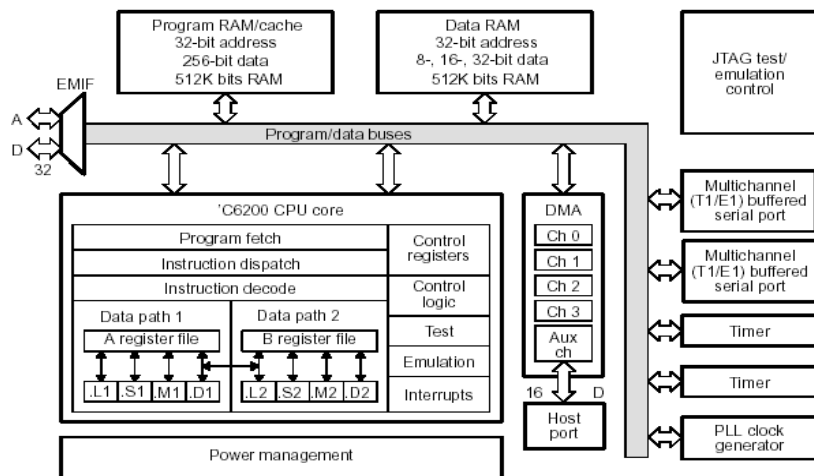 Program RAM/cache
32-bit address
256-bit data
512K bits RAM
Data RAM
32-bit address
8-, 16-, 32-bit data
512K bits RAM
JTAG test/
emulation
control
EMIF
A
D
32
Program/data buses
'C6200 CPU core
Program fetch
Instruction dispatch
Instruction decode
Data path 1
A register file
.L1 .S1 .M1 .D1
Data path 2
B register file
.L2 .S2 .M2 .D2
Control
registers
Control
logic
Test
Emulation
Interrupts
DMA
Ch 0
Ch 1
Ch 2
Ch 3
Aux
ch
16 D
Host
port
Multichannel
(T1/E1) buffered
serial port
Multichannel
(T1/E1) buffered
serial port
Timer
Timer
PLL clock
generator
Power management